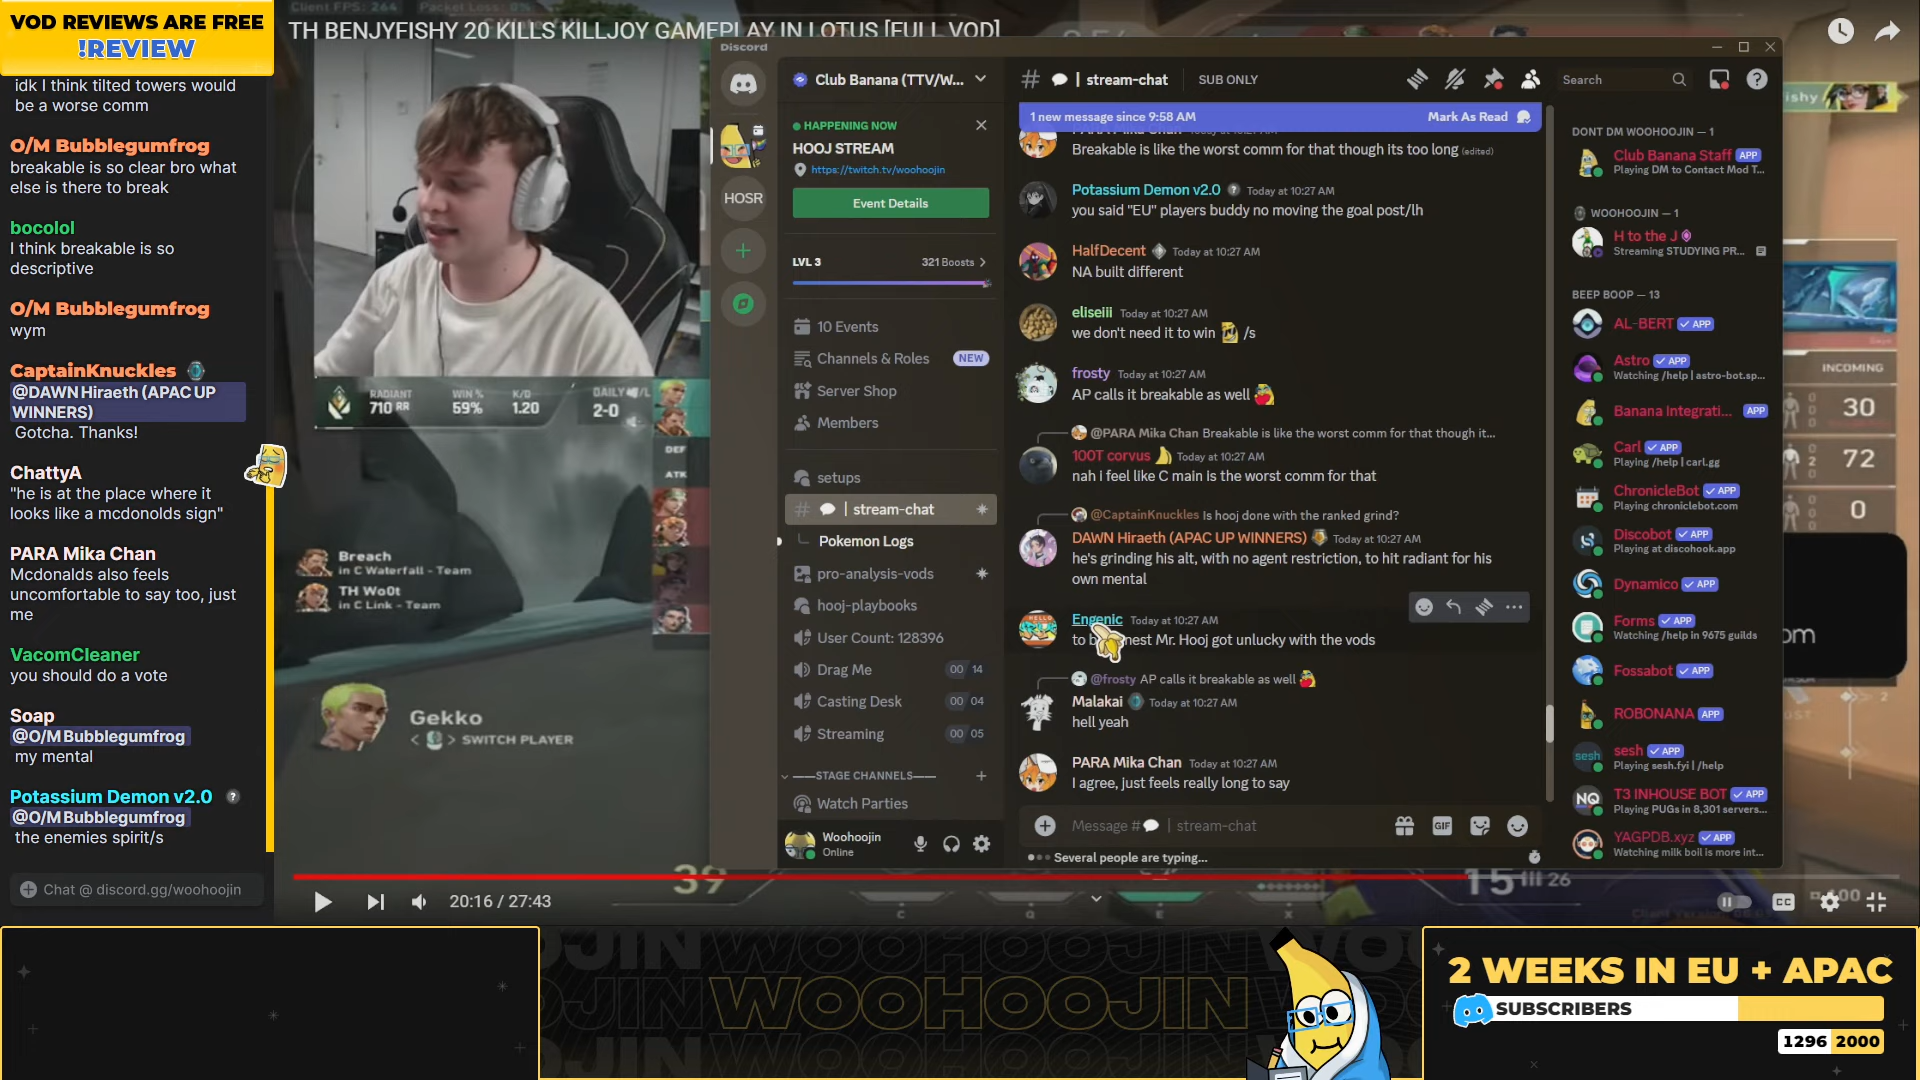 VOD REVIEWS ARE FREE
!REVIEW
idk I think tilted towers would
be a worse comm
O/M Bubblegumfrog
breakable is so clear bro what
else is there to break
bocolol
I think breakable is so
descriptive
O/M Bubblegumfrog
wym
CaptainKnuckles
@DAWN Hiraeth (APAC UP
WINNERS)
Gotcha. Thanks!
ChattyA
"he is at the place where it
looks like a mcdonolds sign"
PARA Mika Chan
Mcdonalds also feels
uncomfortable to say too, just
me
VacomCleaner
you should do a vote
Soap
@O/M Bubblegumfrog
my mental
Potassium Demon v2.0
@O/M Bubblegumfrog
the enemies spirit/s
Chat @ discord.gg/woohoojin
Client FPS: 264 Packet Loss: 0%
TH BENJYFISHY 20 KILLS KILLJOY GAMEPLAY IN LOTUS [FULL VOD]
RADIANT
710 RR
WIN %
59%
K/D
1.20
DAILY W/L
2-0
DEF
ATK
Breach
in C Waterfall - Team
TH Wo0t
in C Link - Team
Gekko
< > SWITCH PLAYER
39
20:16 / 27:43
C
Q
E
X
15
26
CC
Discord
HOSR
Club Banana (TTV/W...
HAPPENING NOW
HOOJ STREAM
https://twitch.tv/woohoojin
Event Details
LVL 3
321 Boosts
10 Events
Channels & Roles NEW
Server Shop
Members
setups
# | stream-chat
Pokemon Logs
pro-analysis-vods
hooj-playbooks
User Count: 128396
Drag Me 00 14
Casting Desk 00 04
Streaming 00 05
——STAGE CHANNELS——
Watch Parties
Woohoojin
Online
# | stream-chat SUB ONLY
Search
1 new message since 9:58 AM Mark As Read
Breakable is like the worst comm for that though its too long (edited)
Potassium Demon v2.0 Today at 10:27 AM
you said "EU" players buddy no moving the goal post/lh
HalfDecent Today at 10:27 AM
NA built different
eliseiii Today at 10:27 AM
we don't need it to win /s
frosty Today at 10:27 AM
AP calls it breakable as well
@PARA Mika Chan Breakable is like the worst comm for that though it...
100T corvus Today at 10:27 AM
nah i feel like C main is the worst comm for that
@CaptainKnuckles Is hooj done with the ranked grind?
DAWN Hiraeth (APAC UP WINNERS) Today at 10:27 AM
he's grinding his alt, with no agent restriction, to hit radiant for his
own mental
Engenic Today at 10:27 AM
to b nest Mr. Hooj got unlucky with the vods
@frosty AP calls it breakable as well
Malakai Today at 10:27 AM
hell yeah
PARA Mika Chan Today at 10:27 AM
I agree, just feels really long to say
Message # | stream-chat
GIF
Several people are typing...
DONT DM WOOHOOJIN — 1
Club Banana Staff APP
Playing DM to Contact Mod T...
WOOHOOJIN — 1
H to the J
Streaming STUDYING PR...
BEEP BOOP — 13
AL-BERT APP
Astro APP
Watching /help | astro-bot.sp...
Banana Integrati... APP
Carl APP
Playing /help | carl.gg
ChronicleBot APP
Playing chroniclebot.com
Discobot APP
Playing at discohook.app
Dynamico APP
Forms APP
Watching /help in 9675 guilds
Fossabot APP
ROBONANA APP
sesh APP
Playing sesh.fyi | /help
T3 INHOUSE BOT APP
Playing PUGs in 8,301 servers...
YAGPDB.xyz APP
Watching milk boil is more int...
ishy
INCOMING
30
72
0
om
WOOHOOJIN
2 WEEKS IN EU + APAC
SUBSCRIBERS
1296 2000